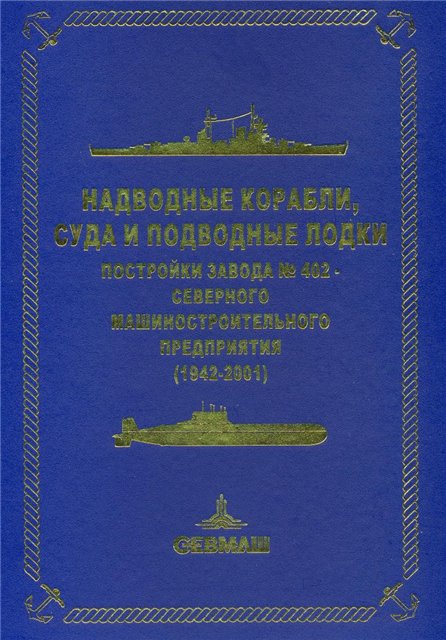 НАДВОДНЫЕ КОРАБЛИ,
СУДА И ПОДВОДНЫЕ ЛОДКИ
ПОСТРОЙКИ ЗАВОДА № 402 -
СЕВЕРНОГО
МАШИНОСТРОИТЕЛЬНОГО
ПРЕДПРИЯТИЯ
(1942-2001)
СЕВМАШ